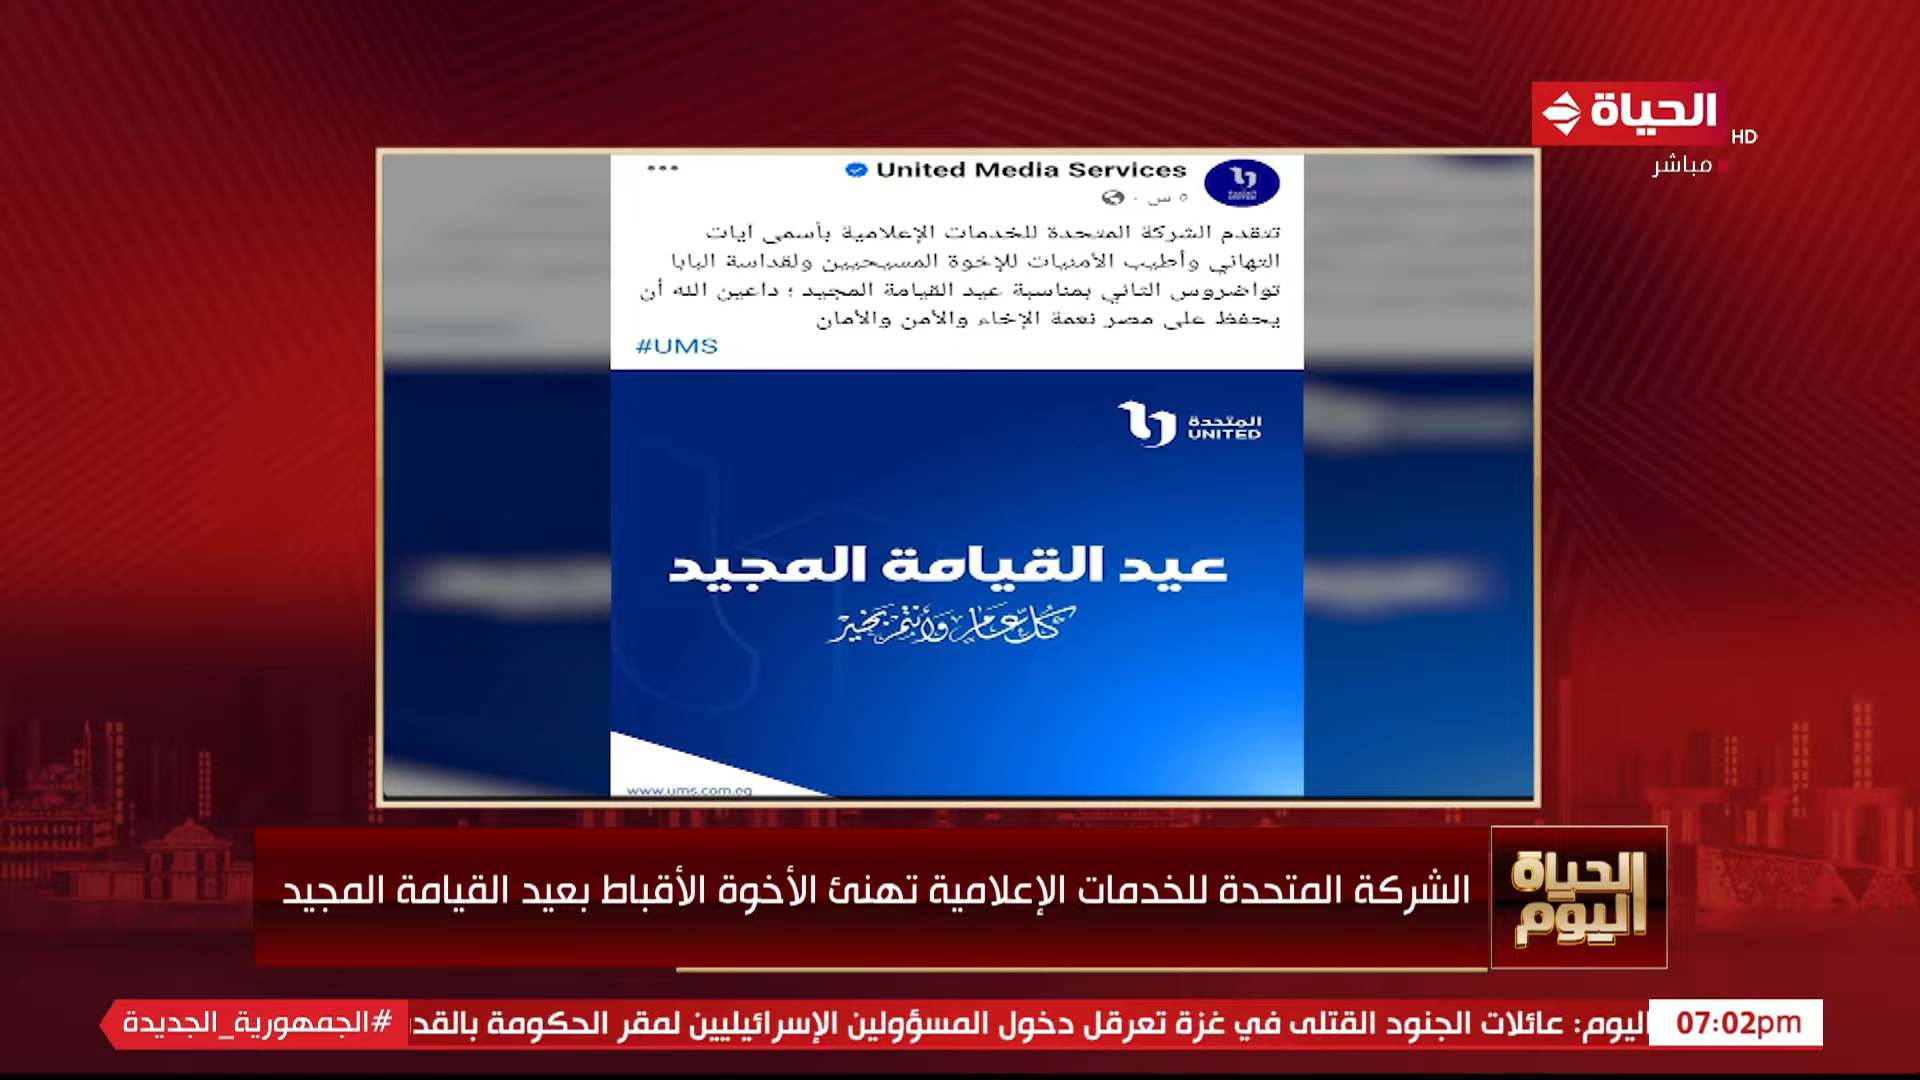 الحياة
HD
مباشر
United Media Services
٥ س
تتقدم الشركة المتحدة للخدمات الإعلامية بأسمى آيات
التهاني وأطيب الأمنيات للإخوة المسيحيين ولقداسة البابا
تواضروس الثاني بمناسبة عيد القيامة المجيد ؛ داعين الله أن
يحفظ على مصر نعمة الإخاء والأمن والأمان
#UMS
المتحدة
UNITED
عيد القيامة المجيد
كل عام وأنتم بخير
www.ums.com.eg
الشركة المتحدة للخدمات الإعلامية تهنئ الأخوة الأقباط بعيد القيامة المجيد
الحياة
اليوم
07:02pm
اليوم: عائلات الجنود القتلى في غزة تعرقل دخول المسؤولين الإسرائيليين لمقر الحكومة بالقد
#الجمهورية_الجديدة